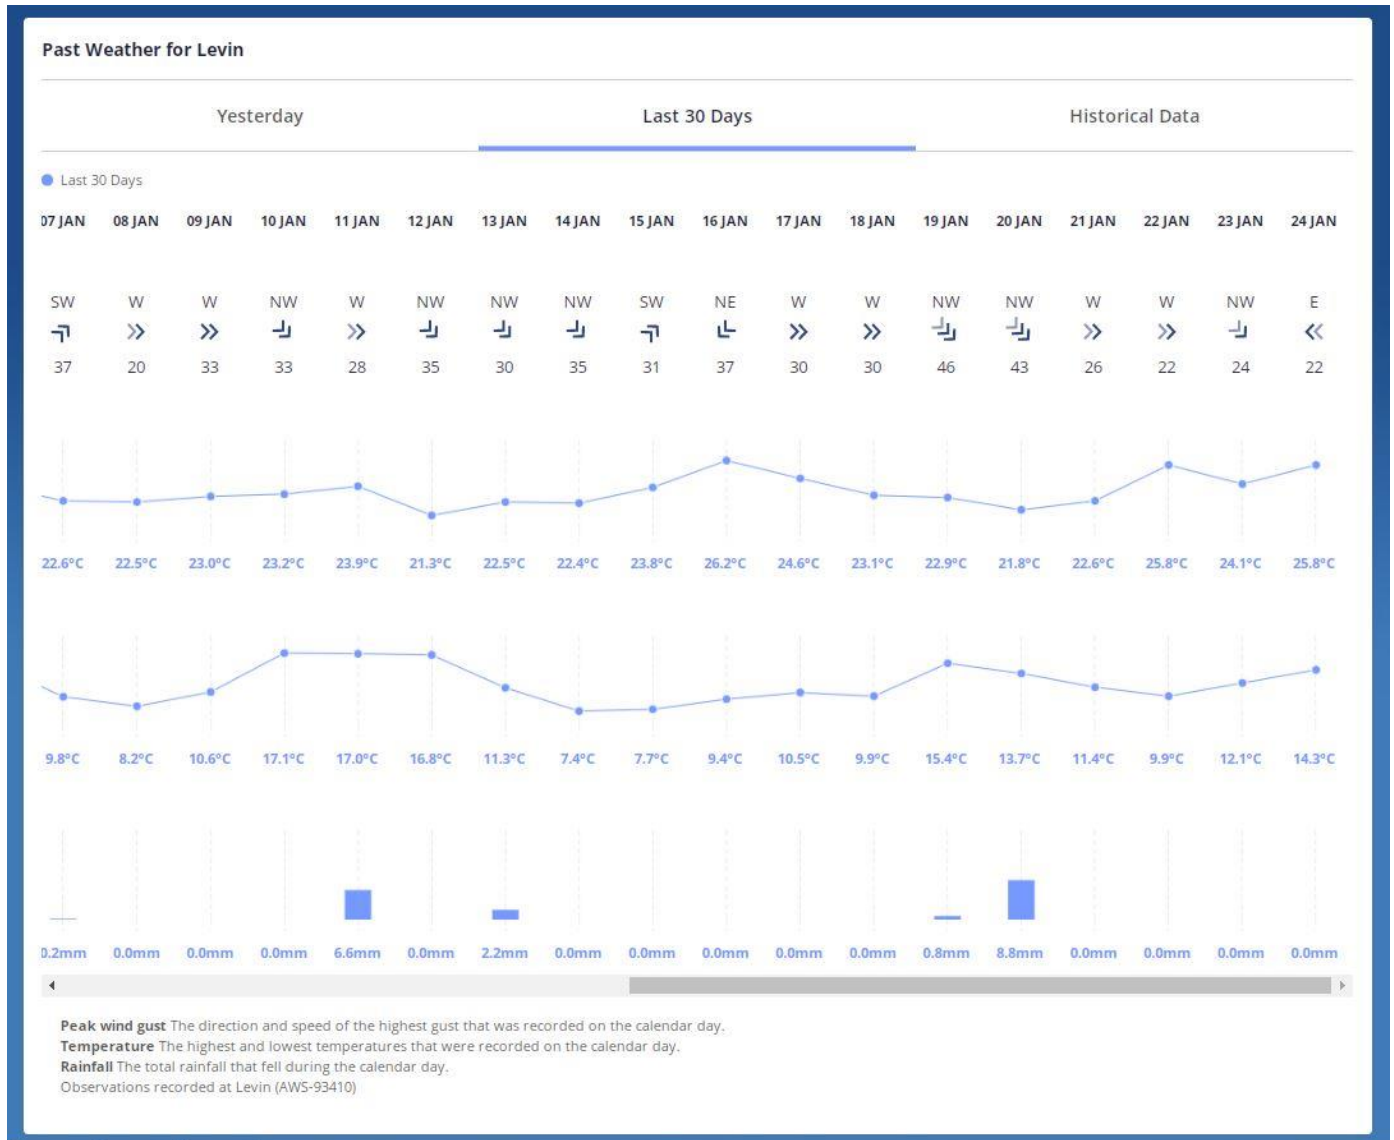 Past Weather for Levin
Yesterday Last 30 Days Historical Data
Last 30 Days
07 JAN 08 JAN 09 JAN 10 JAN 11 JAN 12 JAN 13 JAN 14 JAN 15 JAN 16 JAN 17 JAN 18 JAN 19 JAN 20 JAN 21 JAN 22 JAN 23 JAN 24 JAN
SW W W NW W NW NW NW SW NE W W NW NW W W NW E
37 20 33 33 28 35 30 35 31 37 30 30 46 43 26 22 24 22
22.6°C 22.5°C 23.0°C 23.2°C 23.9°C 21.3°C 22.5°C 22.4°C 23.8°C 26.2°C 24.6°C 23.1°C 22.9°C 21.8°C 22.6°C 25.8°C 24.1°C 25.8°C
9.8°C 8.2°C 10.6°C 17.1°C 17.0°C 16.8°C 11.3°C 7.4°C 7.7°C 9.4°C 10.5°C 9.9°C 15.4°C 13.7°C 11.4°C 9.9°C 12.1°C 14.3°C
0.2mm 0.0mm 0.0mm 0.0mm 6.6mm 0.0mm 2.2mm 0.0mm 0.0mm 0.0mm 0.0mm 0.0mm 0.8mm 8.8mm 0.0mm 0.0mm 0.0mm 0.0mm
Peak wind gust The direction and speed of the highest gust that was recorded on the calendar day.
Temperature The highest and lowest temperatures that were recorded on the calendar day.
Rainfall The total rainfall that fell during the calendar day.
Observations recorded at Levin (AWS-93410)